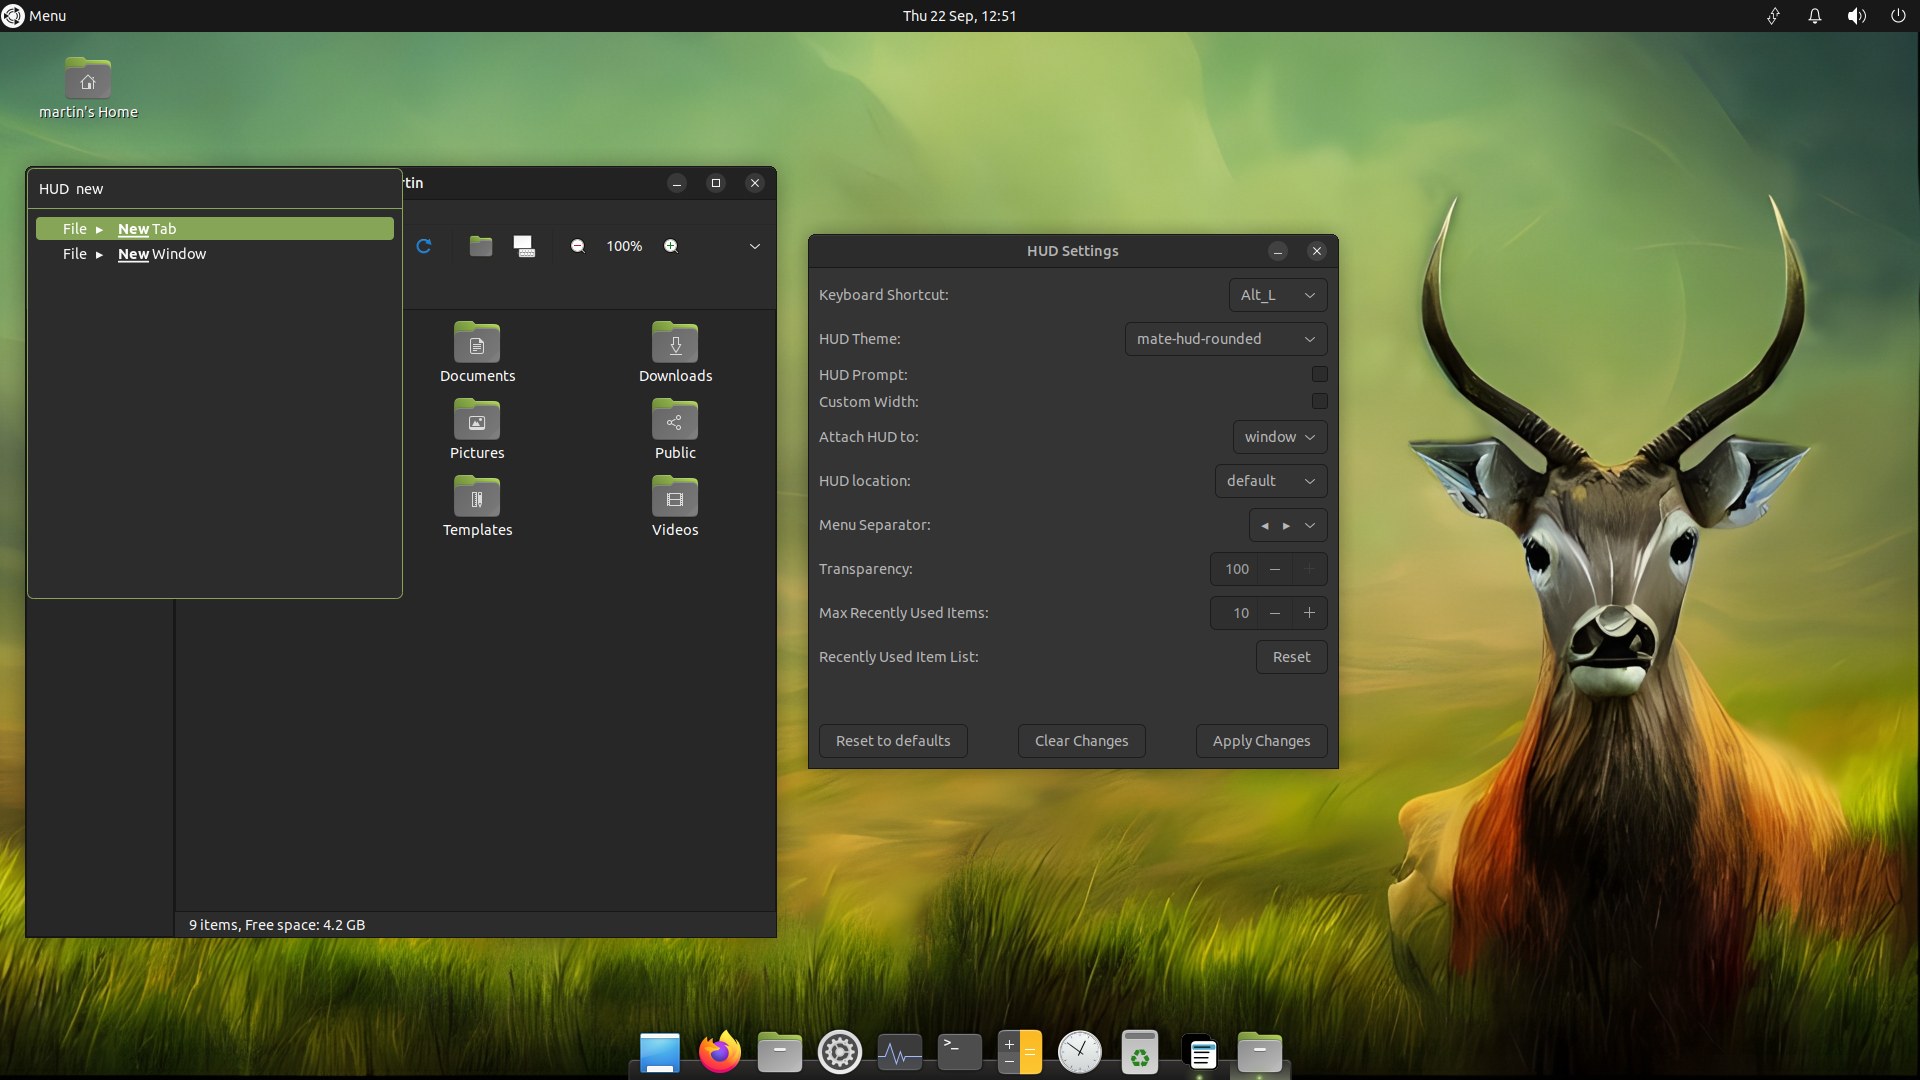 Menu
Thu 22 Sep, 12:51
martin's Home
HUD new
File ▸ New Tab
File ▸ New Window
tin
100%
Documents
Downloads
Pictures
Public
Templates
Videos
9 items, Free space: 4.2 GB
HUD Settings
Keyboard Shortcut: Alt_L
HUD Theme: mate-hud-rounded
HUD Prompt:
Custom Width:
Attach HUD to: window
HUD location: default
Menu Separator: ◂ ▸
Transparency: 100 − +
Max Recently Used Items: 10 − +
Recently Used Item List: Reset
Reset to defaults Clear Changes Apply Changes